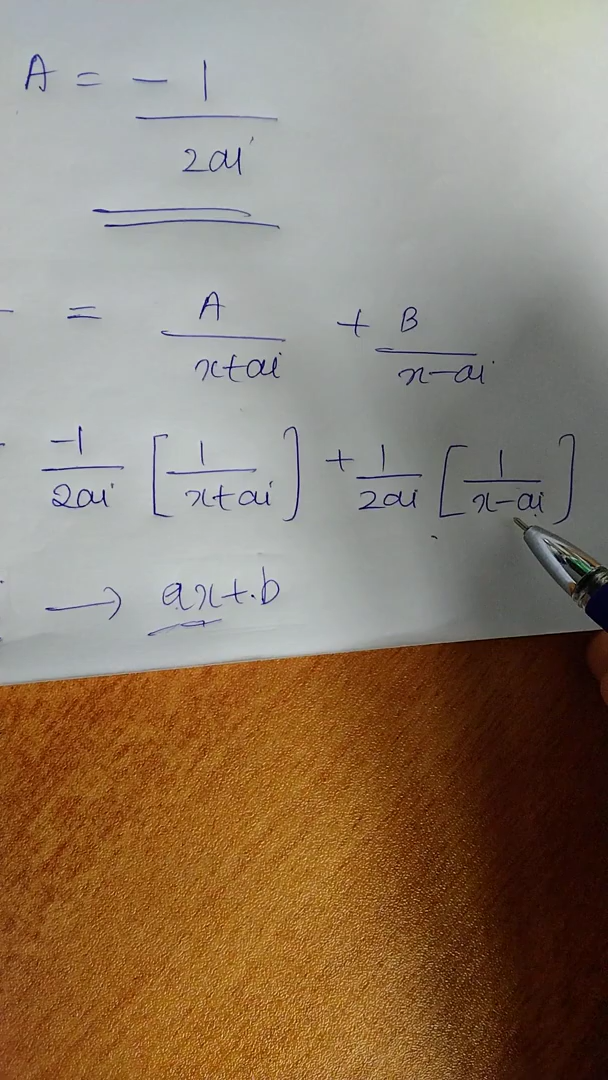 A = -1/2ai
= A/x+ai + B/x-ai
-1/2ai [1/x+ai] + 1/2ai [1/x-ai]
→ ax+b